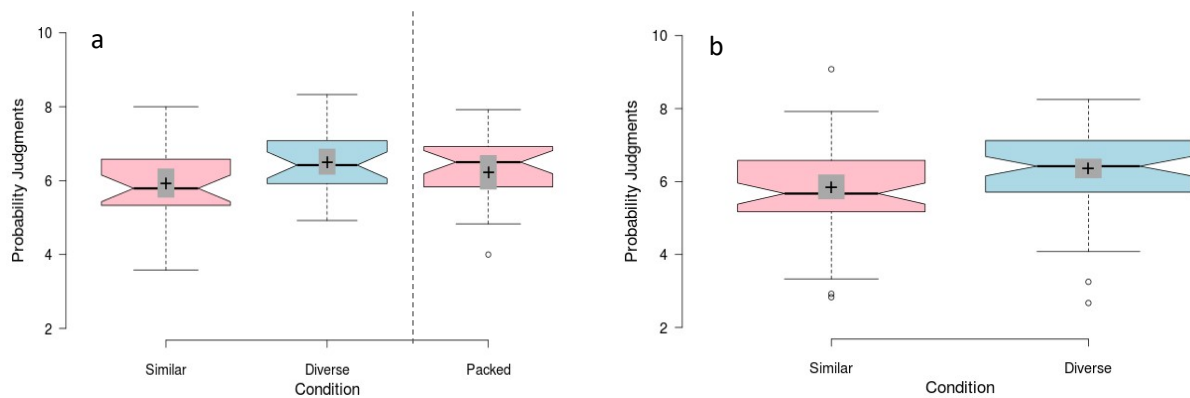 a
Probability Judgments
10
8
6
4
2
Similar
Diverse
Packed
Condition
b
Probability Judgments
10
8
6
4
2
Similar
Diverse
Condition